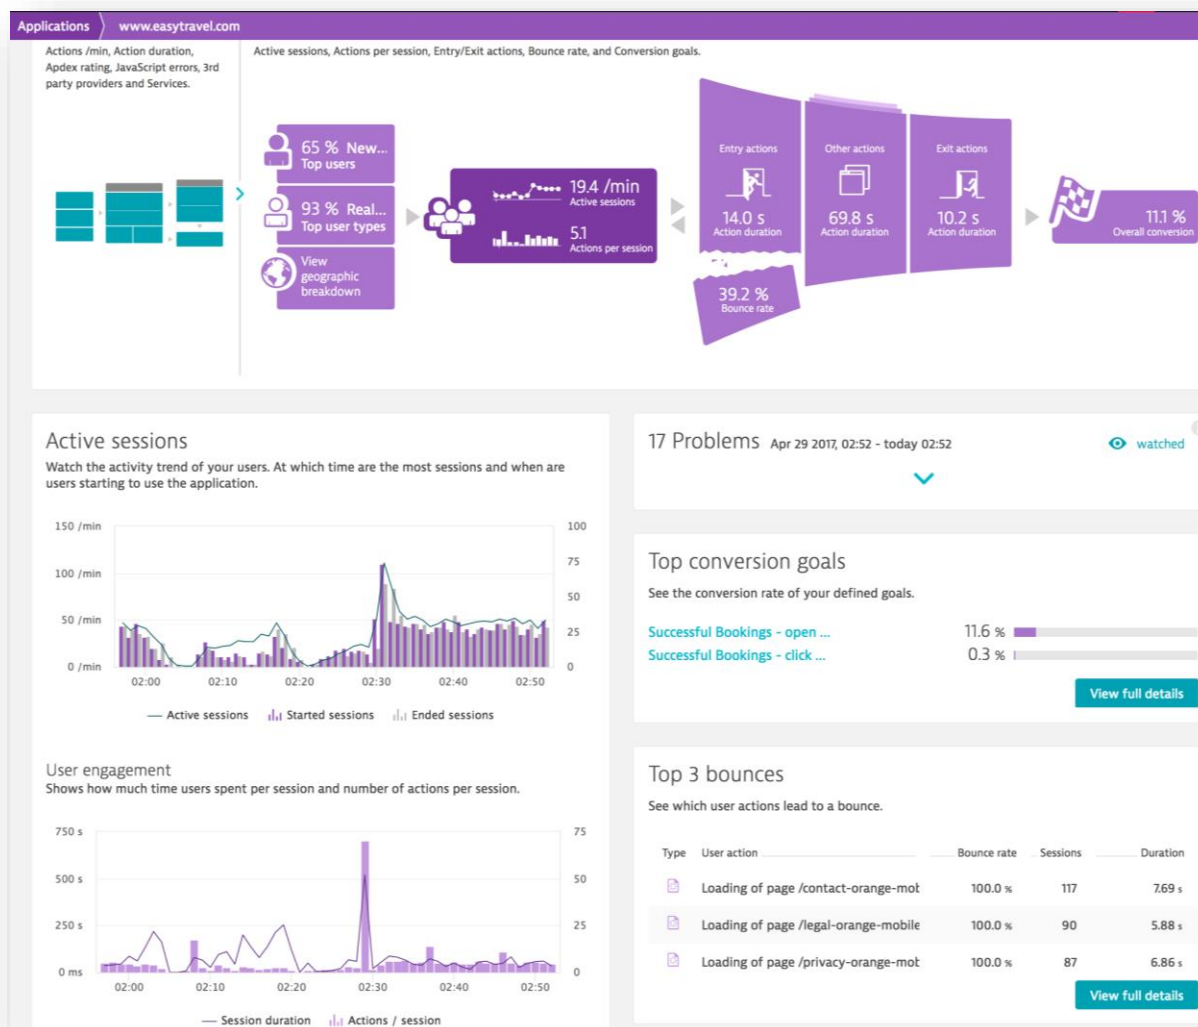 Applications www.easytravel.com
Actions /min, Action duration,
Apdex rating, JavaScript errors, 3rd
party providers and Services.
Active sessions, Actions per session, Entry/Exit actions, Bounce rate, and Conversion goals.
65 % New...
Top users
93 % Real...
Top user types
View
geographic
breakdown
19.4 /min
Active sessions
5.1
Actions per session
Entry actions
14.0 s
Action duration
39.2 %
Bounce rate
Other actions
69.8 s
Action duration
Exit actions
10.2 s
Action duration
11.1 %
Overall conversion
Active sessions
Watch the activity trend of your users. At which time are the most sessions and when are
users starting to use the application.
150 /min 100
75
100 /min
50
50 /min
25
0 /min 0
02:00 02:10 02:20 02:30 02:40 02:50
Active sessions Started sessions Ended sessions
User engagement
Shows how much time users spent per session and number of actions per session.
750 s 75
500 s 50
250 s 25
0 ms 0
02:00 02:10 02:20 02:30 02:40 02:50
Session duration Actions / session
17 Problems Apr 29 2017, 02:52 - today 02:52 watched
Top conversion goals
See the conversion rate of your defined goals.
Successful Bookings - open ... 11.6 %
Successful Bookings - click ... 0.3 %
View full details
Top 3 bounces
See which user actions lead to a bounce.
Type User action Bounce rate Sessions Duration
Loading of page /contact-orange-mot 100.0 % 117 7.69 s
Loading of page /legal-orange-mobile 100.0 % 90 5.88 s
Loading of page /privacy-orange-mot 100.0 % 87 6.86 s
View full details